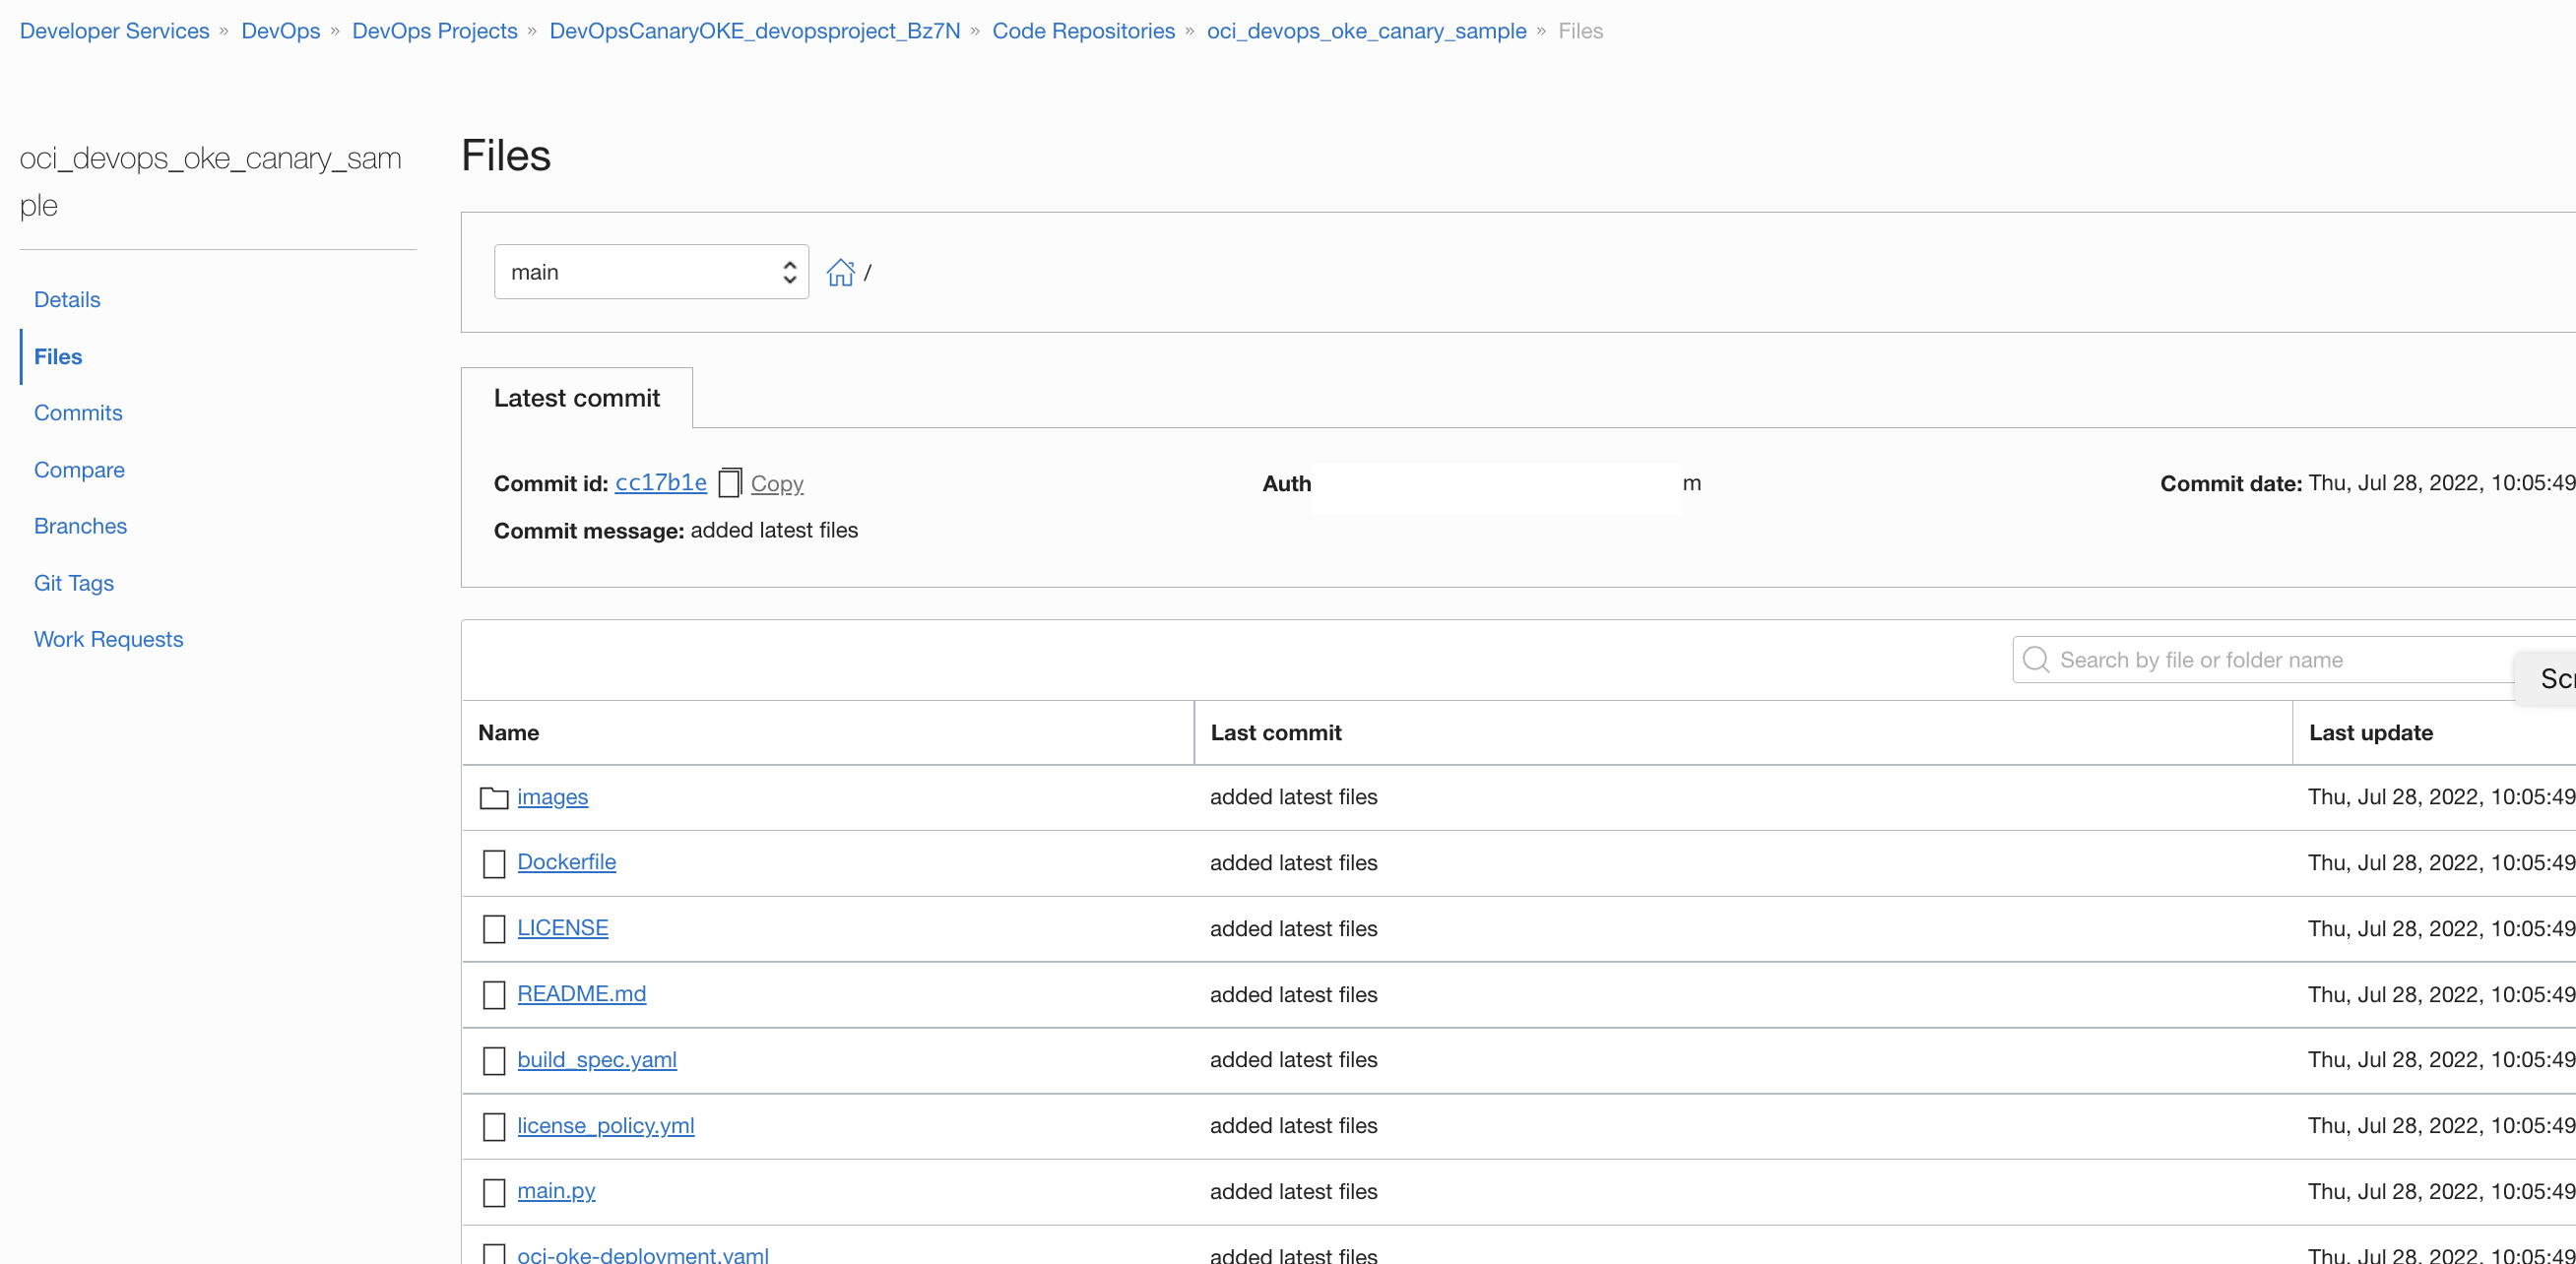 Developer Services » DevOps » DevOps Projects » DevOpsCanaryOKE_devopsproject_Bz7N » Code Repositories » oci_devops_oke_canary_sample » Files
oci_devops_oke_canary_sam
ple
Details
Files
Commits
Compare
Branches
Git Tags
Work Requests
Files
main /
Latest commit
Commit id: cc17b1e Copy Auth m Commit date: Thu, Jul 28, 2022, 10:05:49
Commit message: added latest files
Search by file or folder name
Scr
Name Last commit Last update
images added latest files Thu, Jul 28, 2022, 10:05:49
Dockerfile added latest files Thu, Jul 28, 2022, 10:05:49
LICENSE added latest files Thu, Jul 28, 2022, 10:05:49
README.md added latest files Thu, Jul 28, 2022, 10:05:49
build_spec.yaml added latest files Thu, Jul 28, 2022, 10:05:49
license_policy.yml added latest files Thu, Jul 28, 2022, 10:05:49
main.py added latest files Thu, Jul 28, 2022, 10:05:49
oci-oke-deployment.yaml added latest files Thu, Jul 28, 2022, 10:05:49